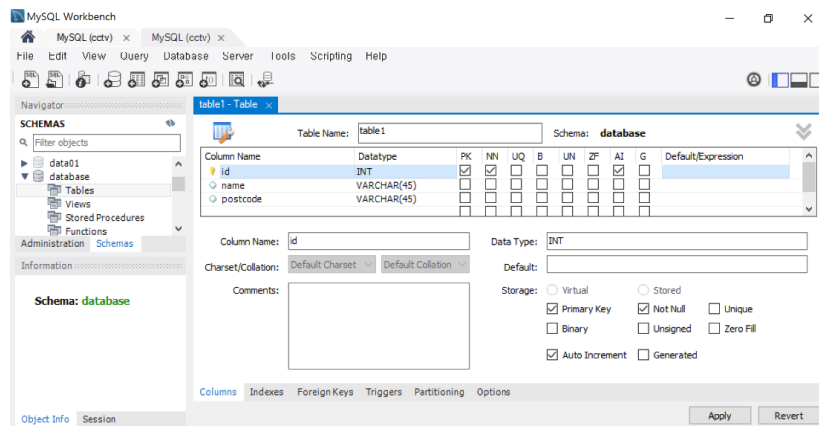 MySQL Workbench
MySQL (cctv) × MySQL (cctv) ×
File Edit View Query Database Server Tools Scripting Help
Navigator table1 - Table ×
SCHEMAS
Filter objects
data01
database
Tables
Views
Stored Procedures
Functions
Administration Schemas
Information
Schema: database
Object Info Session
Table Name: table1 Schema: database
Column Name Datatype PK NN UQ B UN ZF AI G Default/Expression
id INT
name VARCHAR(45)
postcode VARCHAR(45)
Column Name: id Data Type: INT
Charset/Collation: Default Charset Default Collation Default:
Comments: Storage: Virtual Stored
Primary Key Not Null Unique
Binary Unsigned Zero Fill
Auto Increment Generated
Columns Indexes Foreign Keys Triggers Partitioning Options
Apply Revert